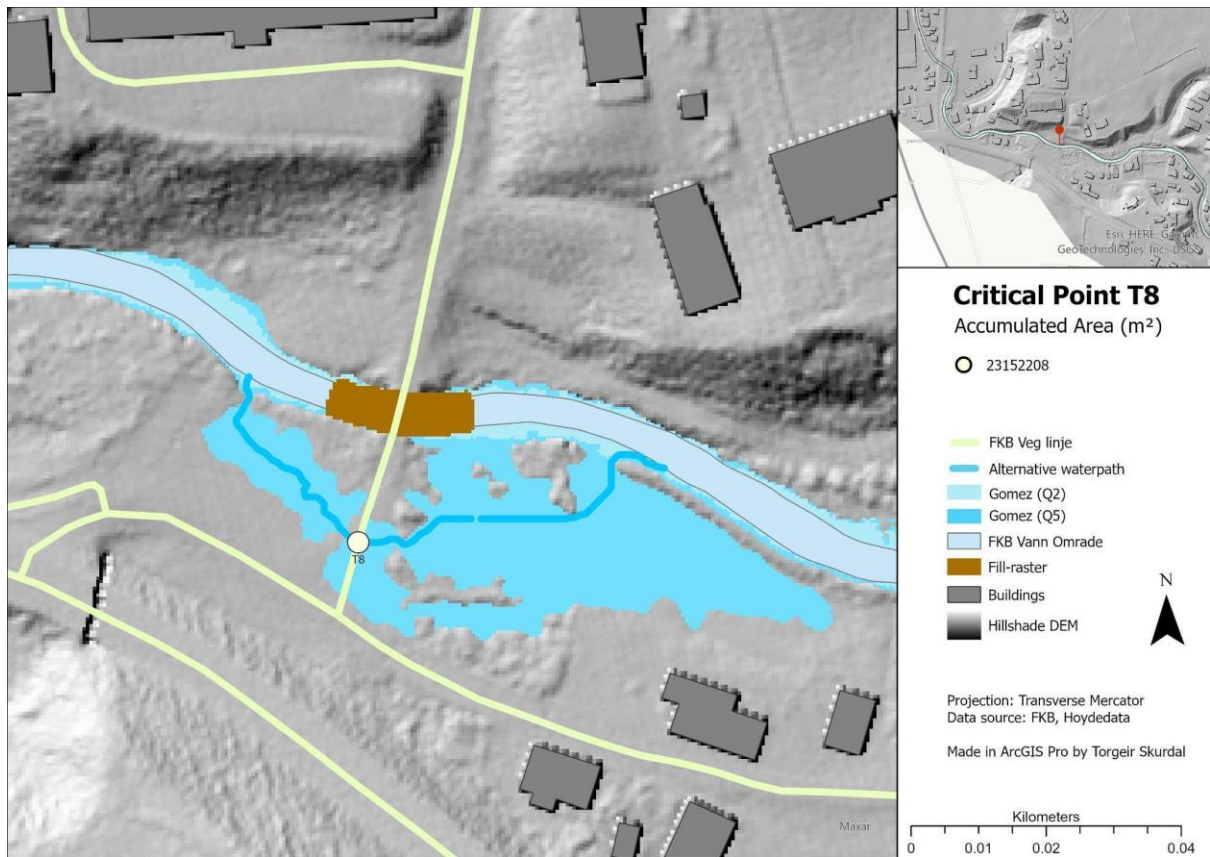 T8
Maxar
Esri, HERE, Garmin,
GeoTechnologies, Inc., USGS
Critical Point T8
Accumulated Area (m²)
23152208
FKB Veg linje
Alternative waterpath
Gomez (Q2)
Gomez (Q5)
FKB Vann Omrade
Fill-raster
Buildings
Hillshade DEM
N
Projection: Transverse Mercator
Data source: FKB, Hoydedata
Made in ArcGIS Pro by Torgeir Skurdal
Kilometers
0 0.01 0.02 0.04